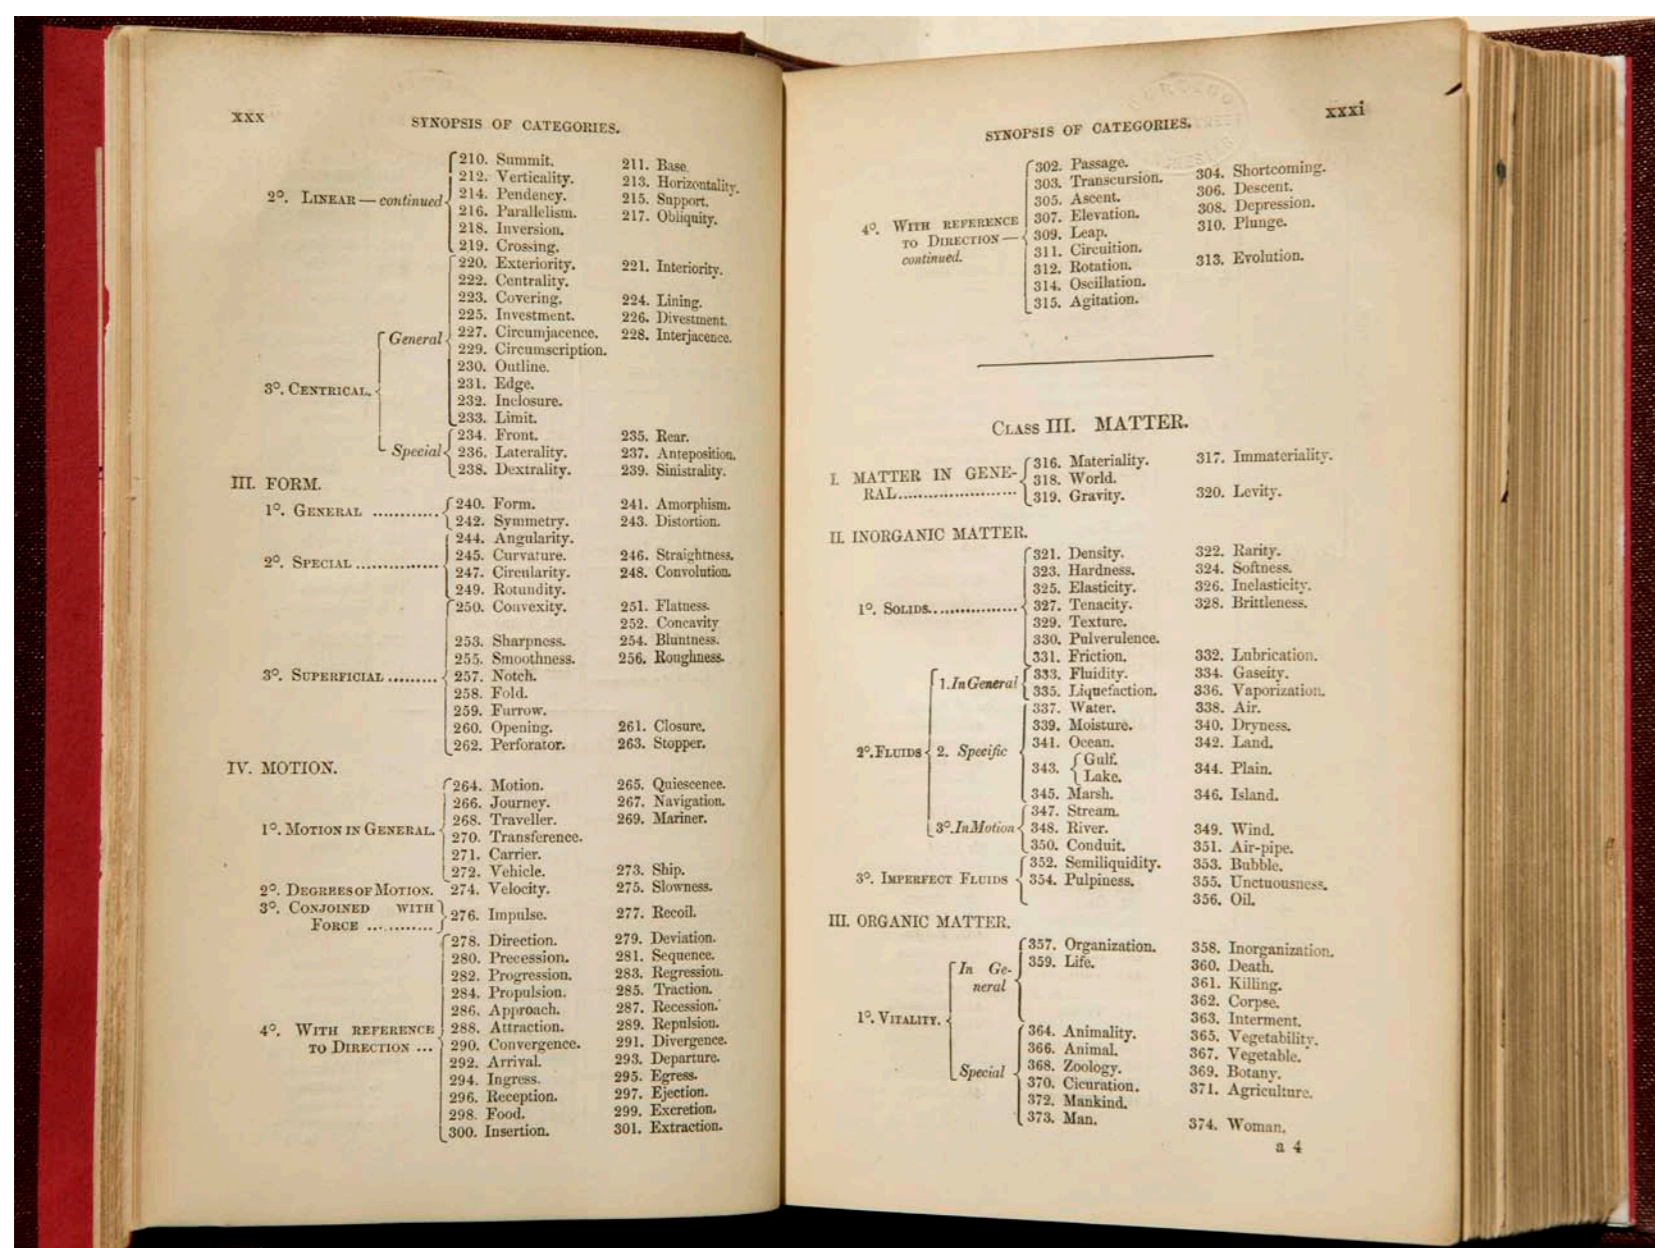 xxx
SYNOPSIS OF CATEGORIES.
210. Summit. 211. Base.
212. Verticality. 213. Horizontality.
2º. LINEAR — continued 214. Pendency. 215. Support.
216. Parallelism. 217. Obliquity.
218. Inversion.
219. Crossing.
220. Exteriority. 221. Interiority.
222. Centrality.
223. Covering. 224. Lining.
225. Investment. 226. Divestment.
General 227. Circumjacence. 228. Interjacence.
229. Circumscription.
230. Outline.
3º. CENTRICAL. 231. Edge.
232. Inclosure.
233. Limit.
234. Front. 235. Rear.
Special 236. Laterality. 237. Anteposition.
238. Dextrality. 239. Sinistrality.
III. FORM.
1º. GENERAL ............ 240. Form. 241. Amorphism.
242. Symmetry. 243. Distortion.
244. Angularity.
2º. SPECIAL ............... 245. Curvature. 246. Straightness.
247. Circularity. 248. Convolution.
249. Rotundity.
250. Convexity. 251. Flatness.
252. Concavity
253. Sharpness. 254. Bluntness.
255. Smoothness. 256. Roughness.
3º. SUPERFICIAL ......... 257. Notch.
258. Fold.
259. Furrow.
260. Opening. 261. Closure.
262. Perforator. 263. Stopper.
IV. MOTION.
264. Motion. 265. Quiescence.
266. Journey. 267. Navigation.
1º. MOTION IN GENERAL. 268. Traveller. 269. Mariner.
270. Transference.
271. Carrier.
272. Vehicle. 273. Ship.
2º. DEGREES OF MOTION. 274. Velocity. 275. Slowness.
3º. CONJOINED WITH
FORCE ............ 276. Impulse. 277. Recoil.
278. Direction. 279. Deviation.
280. Precession. 281. Sequence.
282. Progression. 283. Regression.
284. Propulsion. 285. Traction.
286. Approach. 287. Recession.
4º. WITH REFERENCE 288. Attraction. 289. Repulsion.
TO DIRECTION ... 290. Convergence. 291. Divergence.
292. Arrival. 293. Departure.
294. Ingress. 295. Egress.
296. Reception. 297. Ejection.
298. Food. 299. Excretion.
300. Insertion. 301. Extraction.
xxxi
SYNOPSIS OF CATEGORIES.
302. Passage.
303. Transcursion. 304. Shortcoming.
305. Ascent. 306. Descent.
4º. WITH REFERENCE 307. Elevation. 308. Depression.
TO DIRECTION — 309. Leap. 310. Plunge.
continued. 311. Circuition.
312. Rotation. 313. Evolution.
314. Oscillation.
315. Agitation.
CLASS III. MATTER.
316. Materiality. 317. Immateriality.
I. MATTER IN GENE- 318. World.
RAL....................... 319. Gravity. 320. Levity.
II. INORGANIC MATTER.
321. Density. 322. Rarity.
323. Hardness. 324. Softness.
325. Elasticity. 326. Inelasticity.
1º. SOLIDS................. 327. Tenacity. 328. Brittleness.
329. Texture.
330. Pulverulence.
331. Friction. 332. Lubrication.
1. In General 333. Fluidity. 334. Gaseity.
335. Liquefaction. 336. Vaporization.
337. Water. 338. Air.
339. Moisture. 340. Dryness.
2º. FLUIDS 2. Specific 341. Ocean. 342. Land.
343. Gulf. Lake. 344. Plain.
345. Marsh. 346. Island.
347. Stream.
3º. In Motion 348. River. 349. Wind.
350. Conduit. 351. Air-pipe.
352. Semiliquidity. 353. Bubble.
3º. IMPERFECT FLUIDS 354. Pulpiness. 355. Unctuousness.
356. Oil.
III. ORGANIC MATTER.
357. Organization. 358. Inorganization.
In Ge- 359. Life. 360. Death.
neral 361. Killing.
362. Corpse.
1º. VITALITY. 363. Interment.
364. Animality. 365. Vegetability.
366. Animal. 367. Vegetable.
Special 368. Zoology. 369. Botany.
370. Cicuration. 371. Agriculture.
372. Mankind.
373. Man. 374. Woman.
a 4